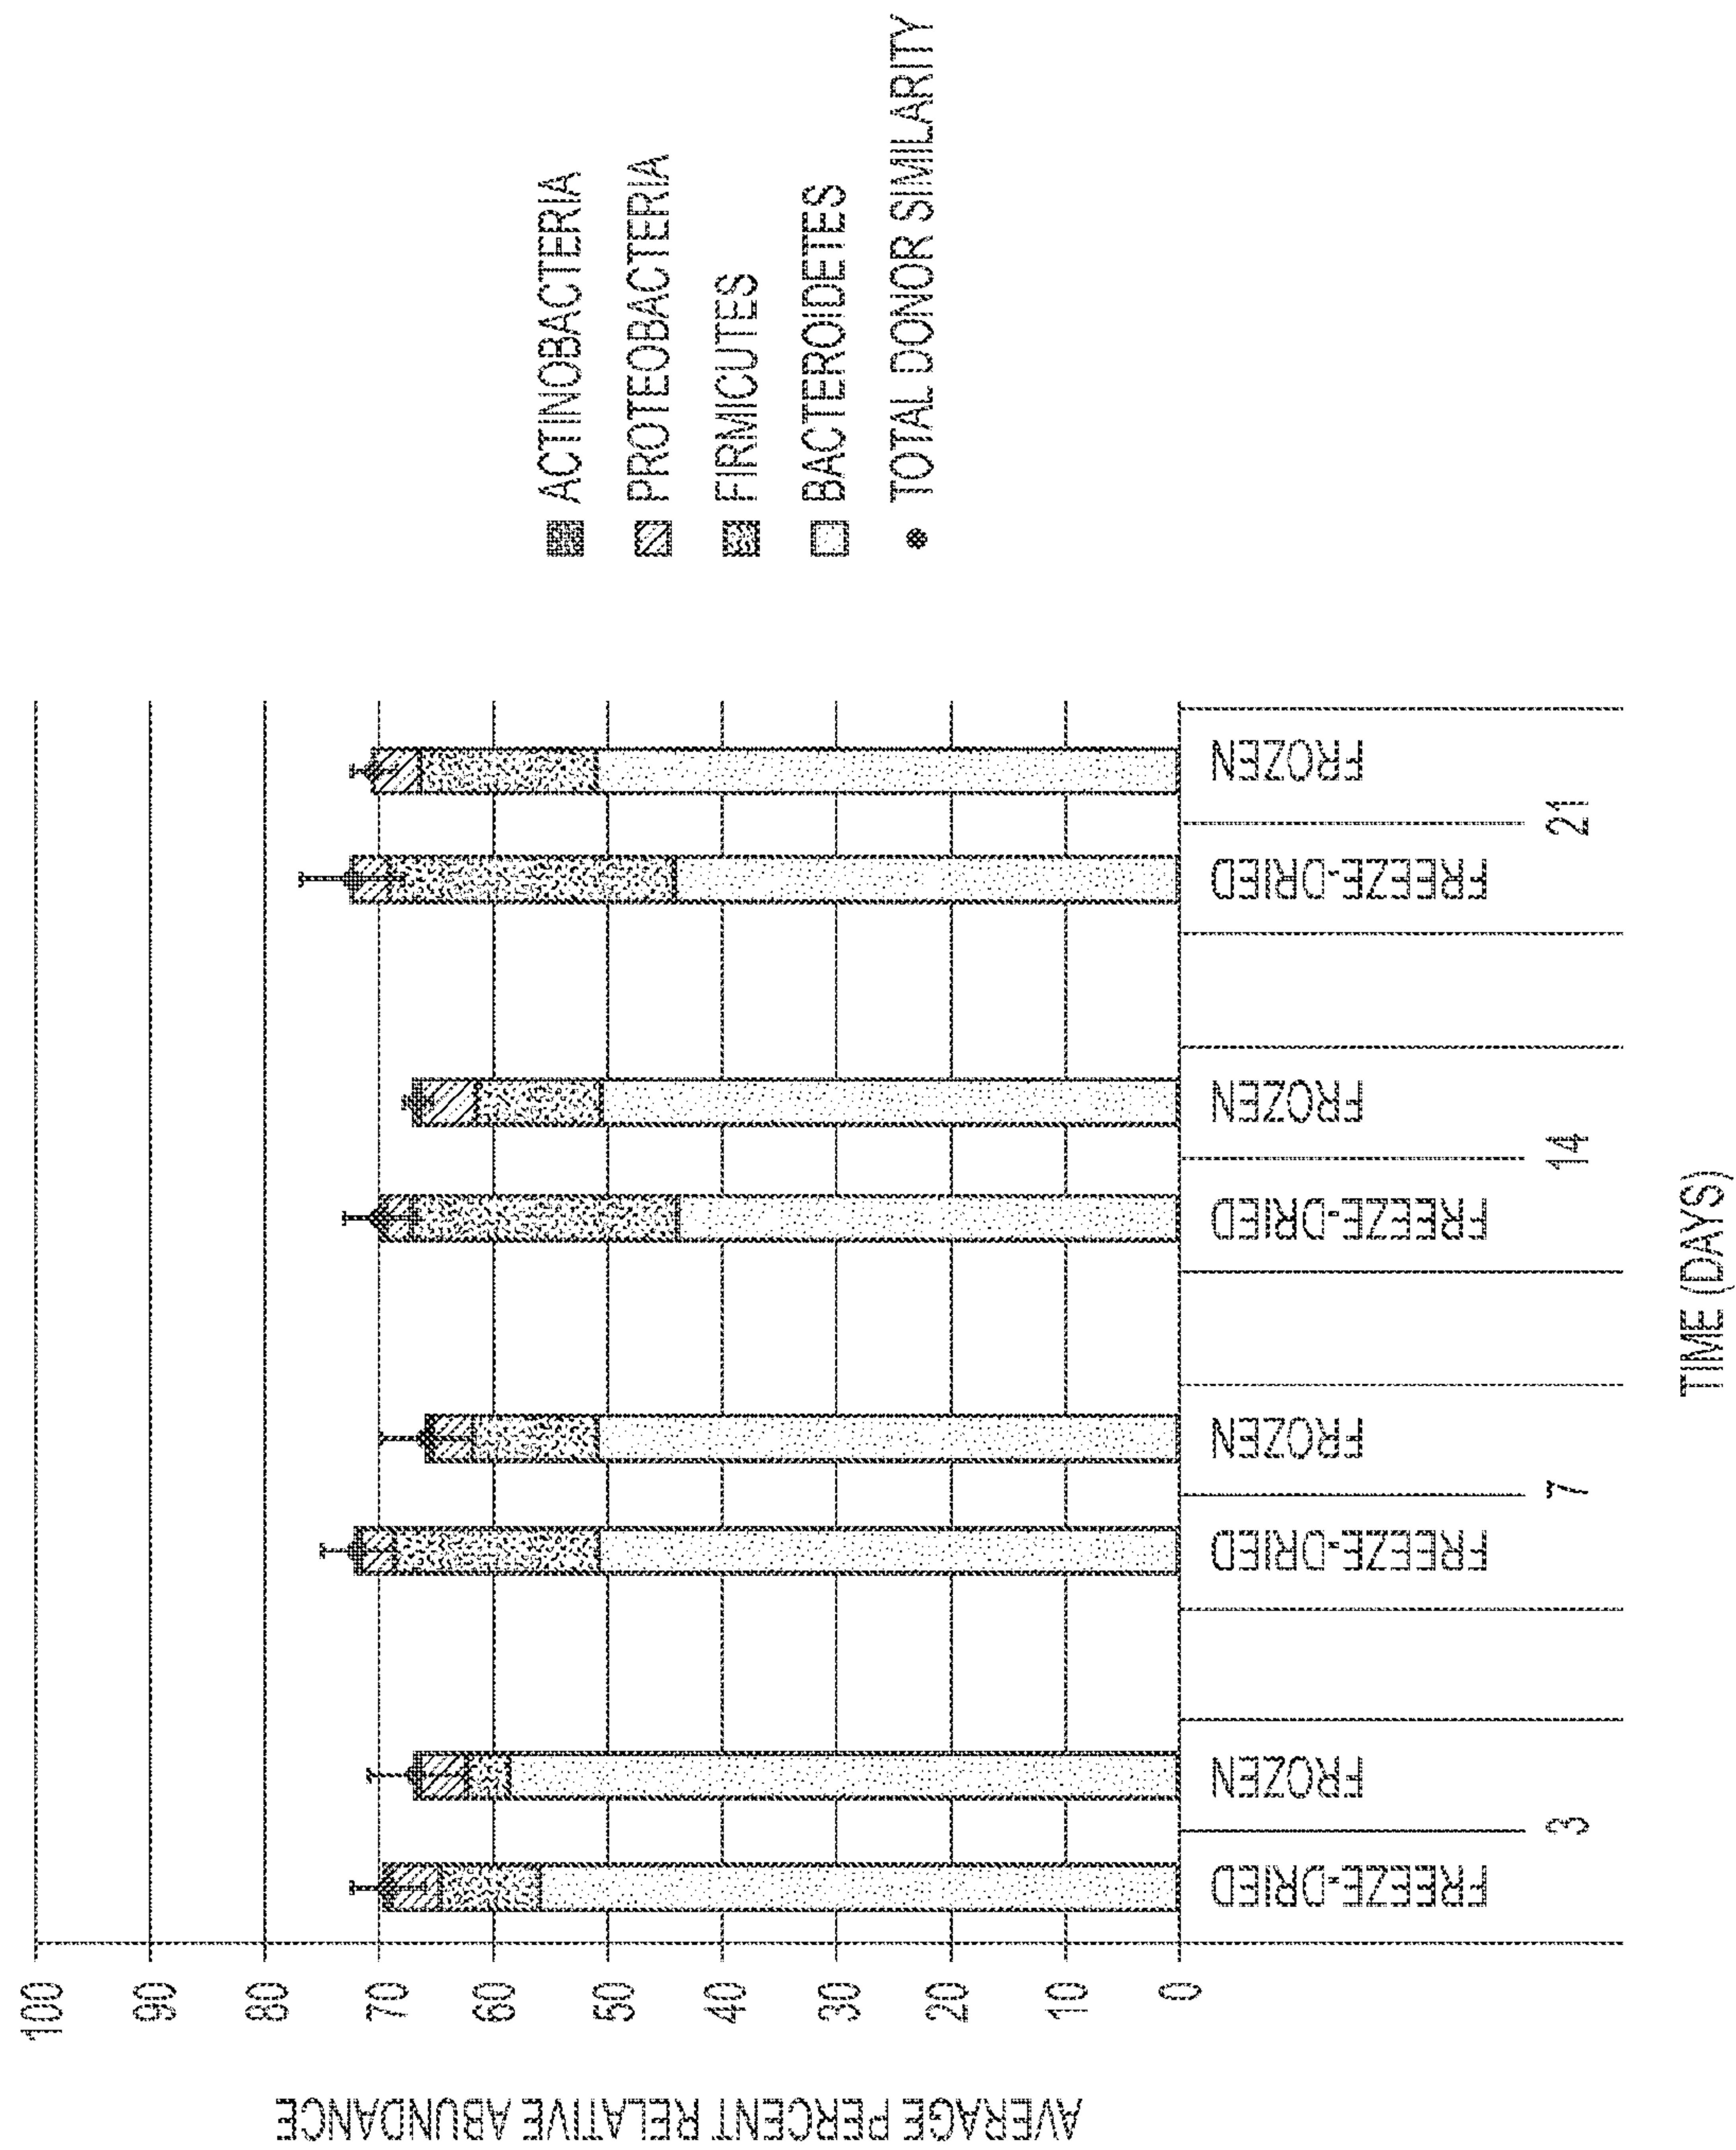 AVERAGE PERCENT RELATIVE ABUNDANCE
100
90
80
70
60
50
40
30
20
10
0
FREEZE-DRIED
FROZEN
FREEZE-DRIED
FROZEN
FREEZE-DRIED
FROZEN
FREEZE-DRIED
FROZEN
3
7
14
21
TIME (DAYS)
ACTINOBACTERIA
PROTEOBACTERIA
FIRMICUTES
BACTEROIDETES
TOTAL DONOR SIMILARITY